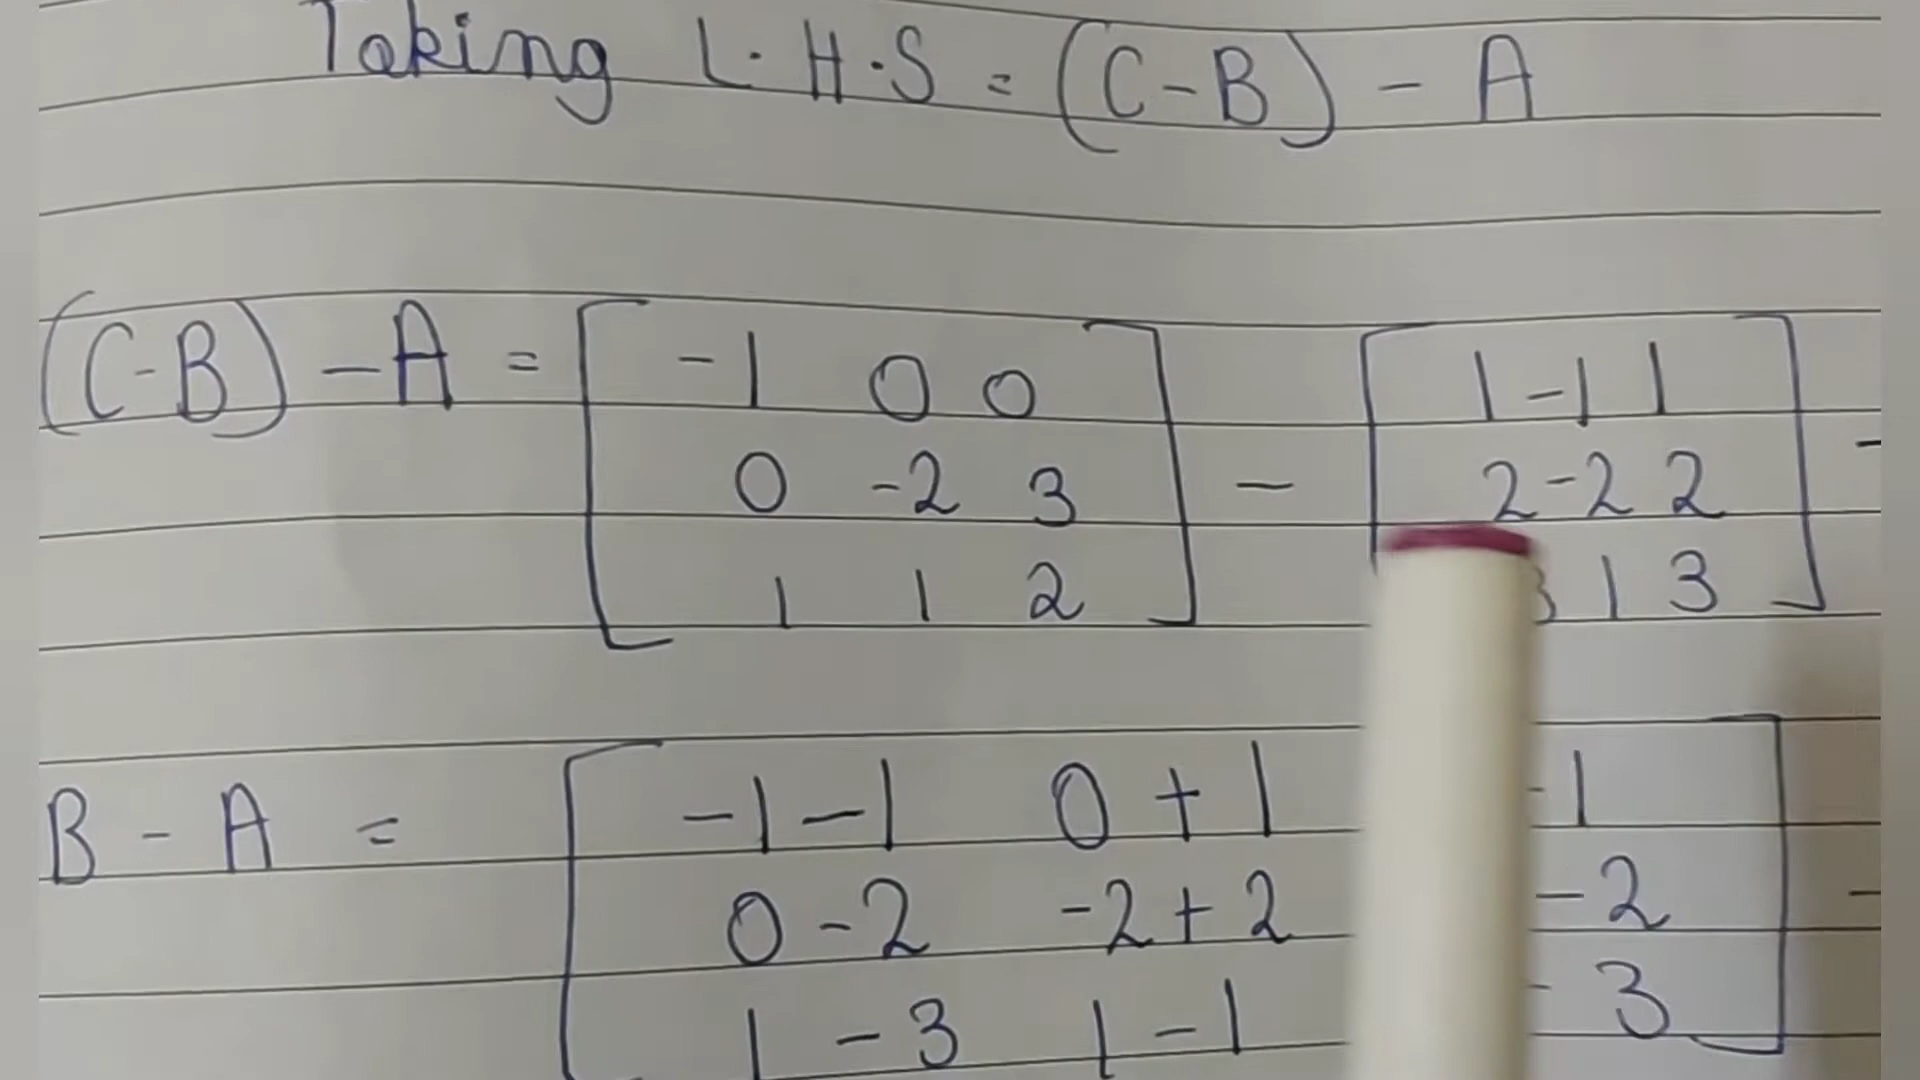 Taking L.H.S = (C-B) - A
(C-B) - A = [ -1 0 0 ] - [ 1 -1 1 ] -
0 -2 3 2 -2 2
1 1 2 3 1 3
B - A = [ -1-1 0+1 -1 ]
0-2 -2+2 -2 -
1-3 1-1 - 3